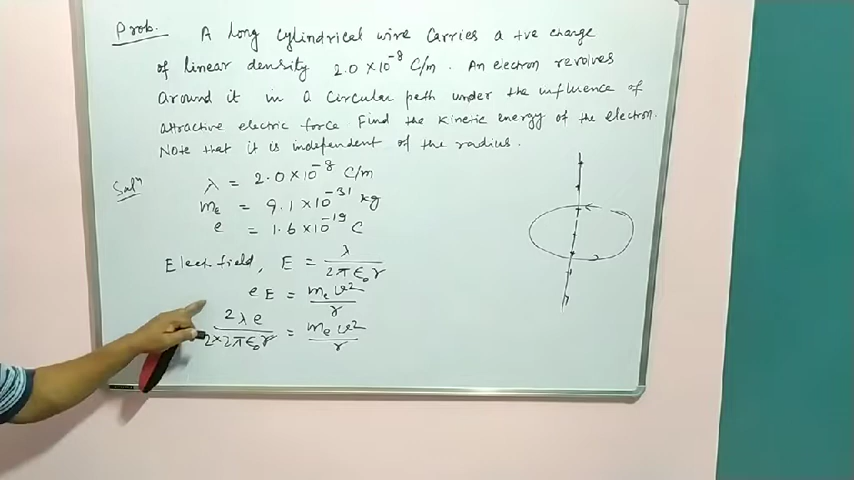 Prob. A long cylindrical wire carries a +ve charge
of linear density 2.0 × 10⁻⁸ C/m. An electron revolves
around it in a circular path under the influence of
attractive electric force Find the kinetic energy of the electron.
Note that it is independent of the radius.
Solⁿ λ = 2.0 × 10⁻⁸ C/m
mₑ = 9.1 × 10⁻³¹ kg
e = 1.6 × 10⁻¹⁹ C
Elect field, E = λ / 2πε₀r
eE = mₑv² / r
2λe / 2×2πε₀r = mₑv² / r